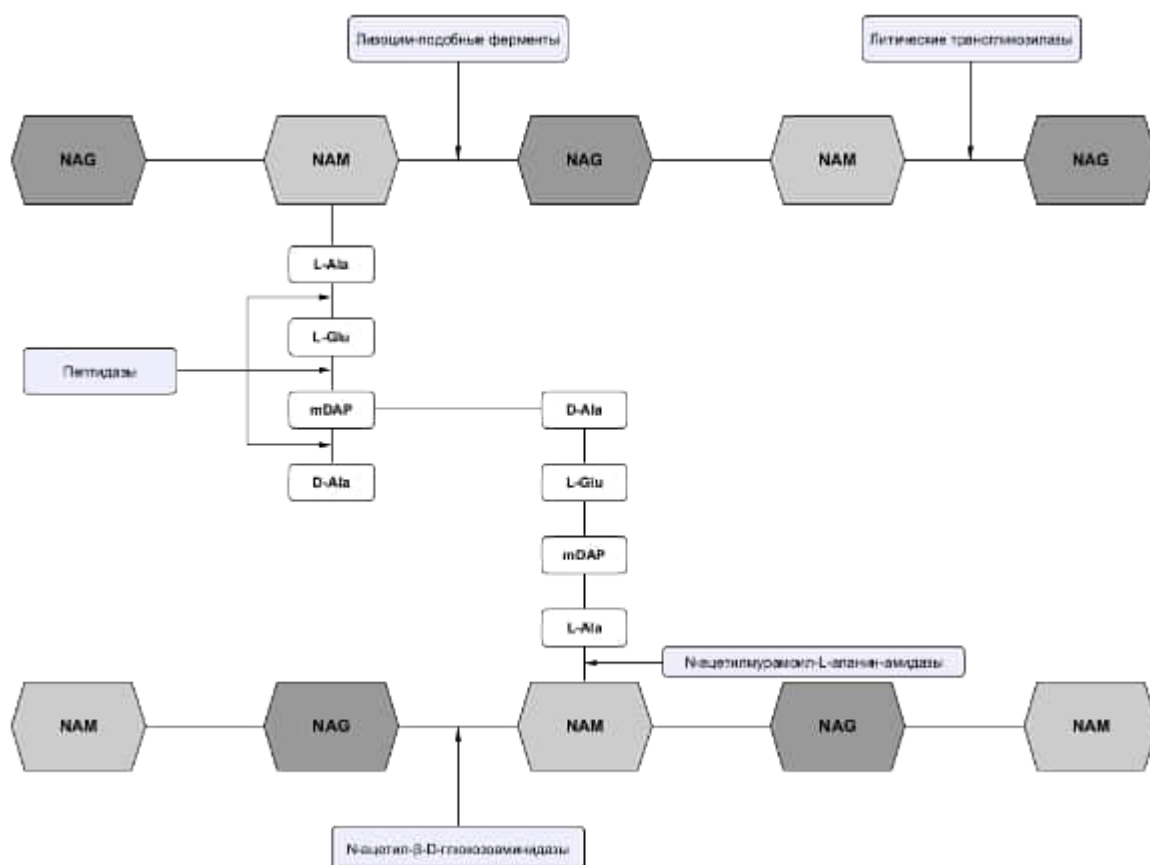 Лизоцим-подобные ферменты
Литические трансгликозилазы
NAG
NAM
NAG
NAM
NAG
L-Ala
L-Glu
Пептидазы
mDAP
D-Ala
D-Ala
L-Glu
mDAP
L-Ala
N-ацетилмурамоил-L-аланин-амидазы
NAM
NAG
NAM
NAG
NAM
N-ацетил-β-D-глюкозаминидазы